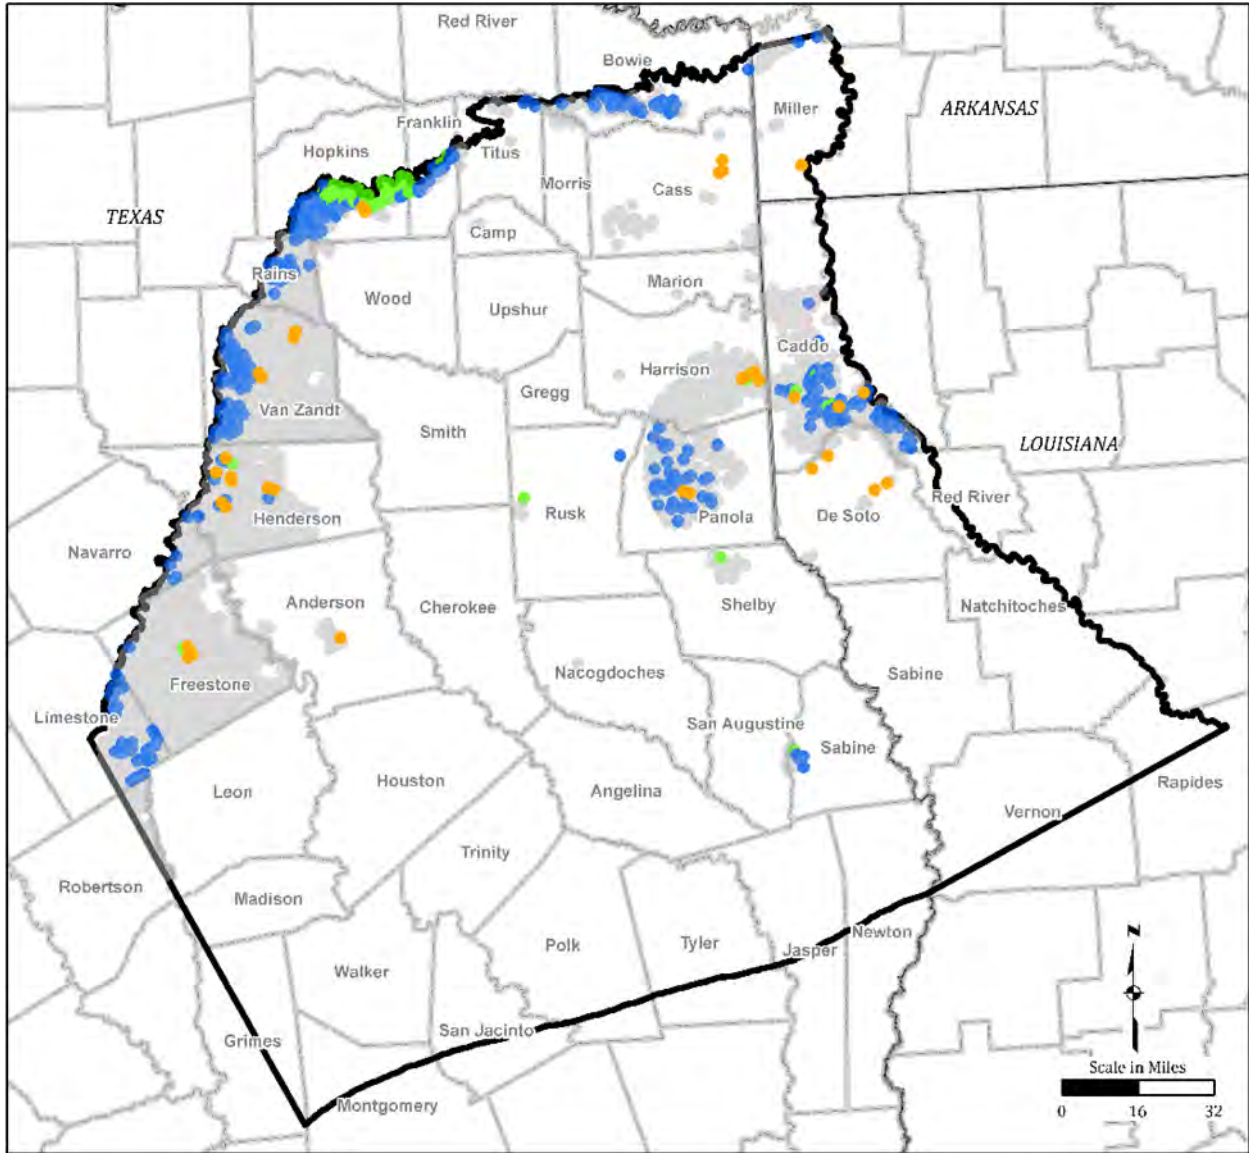 Red River
Bowie
ARKANSAS
Miller
Franklin
Hopkins
Titus
Morris
Cass
TEXAS
Camp
Rains
Marion
Wood
Upshur
Caddo
Harrison
Gregg
Van Zandt
Smith
LOUISIANA
Red River
Henderson
Rusk
Panola
De Soto
Navarro
Anderson
Cherokee
Shelby
Natchitoches
Nacogdoches
Sabine
Freestone
Limestone
San Augustine
Sabine
Houston
Leon
Angelina
Rapides
Vernon
Trinity
Robertson
Madison
Newton
Polk
Tyler
Jasper
Walker
N
San Jacinto
Grimes
Scale in Miles
Montgomery
0 16 32